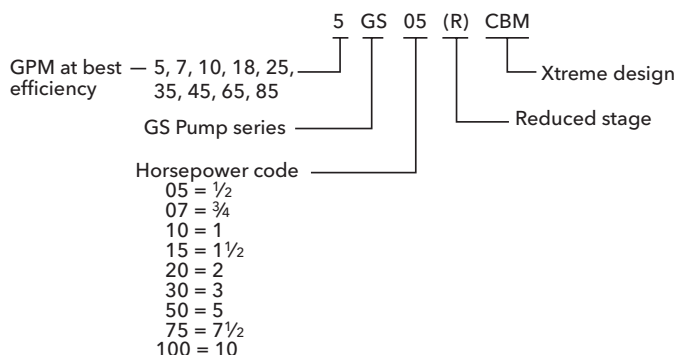 5 GS 05 (R) CBM
GPM at best — 5, 7, 10, 18, 25,
efficiency 35, 45, 65, 85
Xtreme design
GS Pump series
Reduced stage
Horsepower code
05 = ½
07 = ¾
10 = 1
15 = 1½
20 = 2
30 = 3
50 = 5
75 = 7½
100 = 10